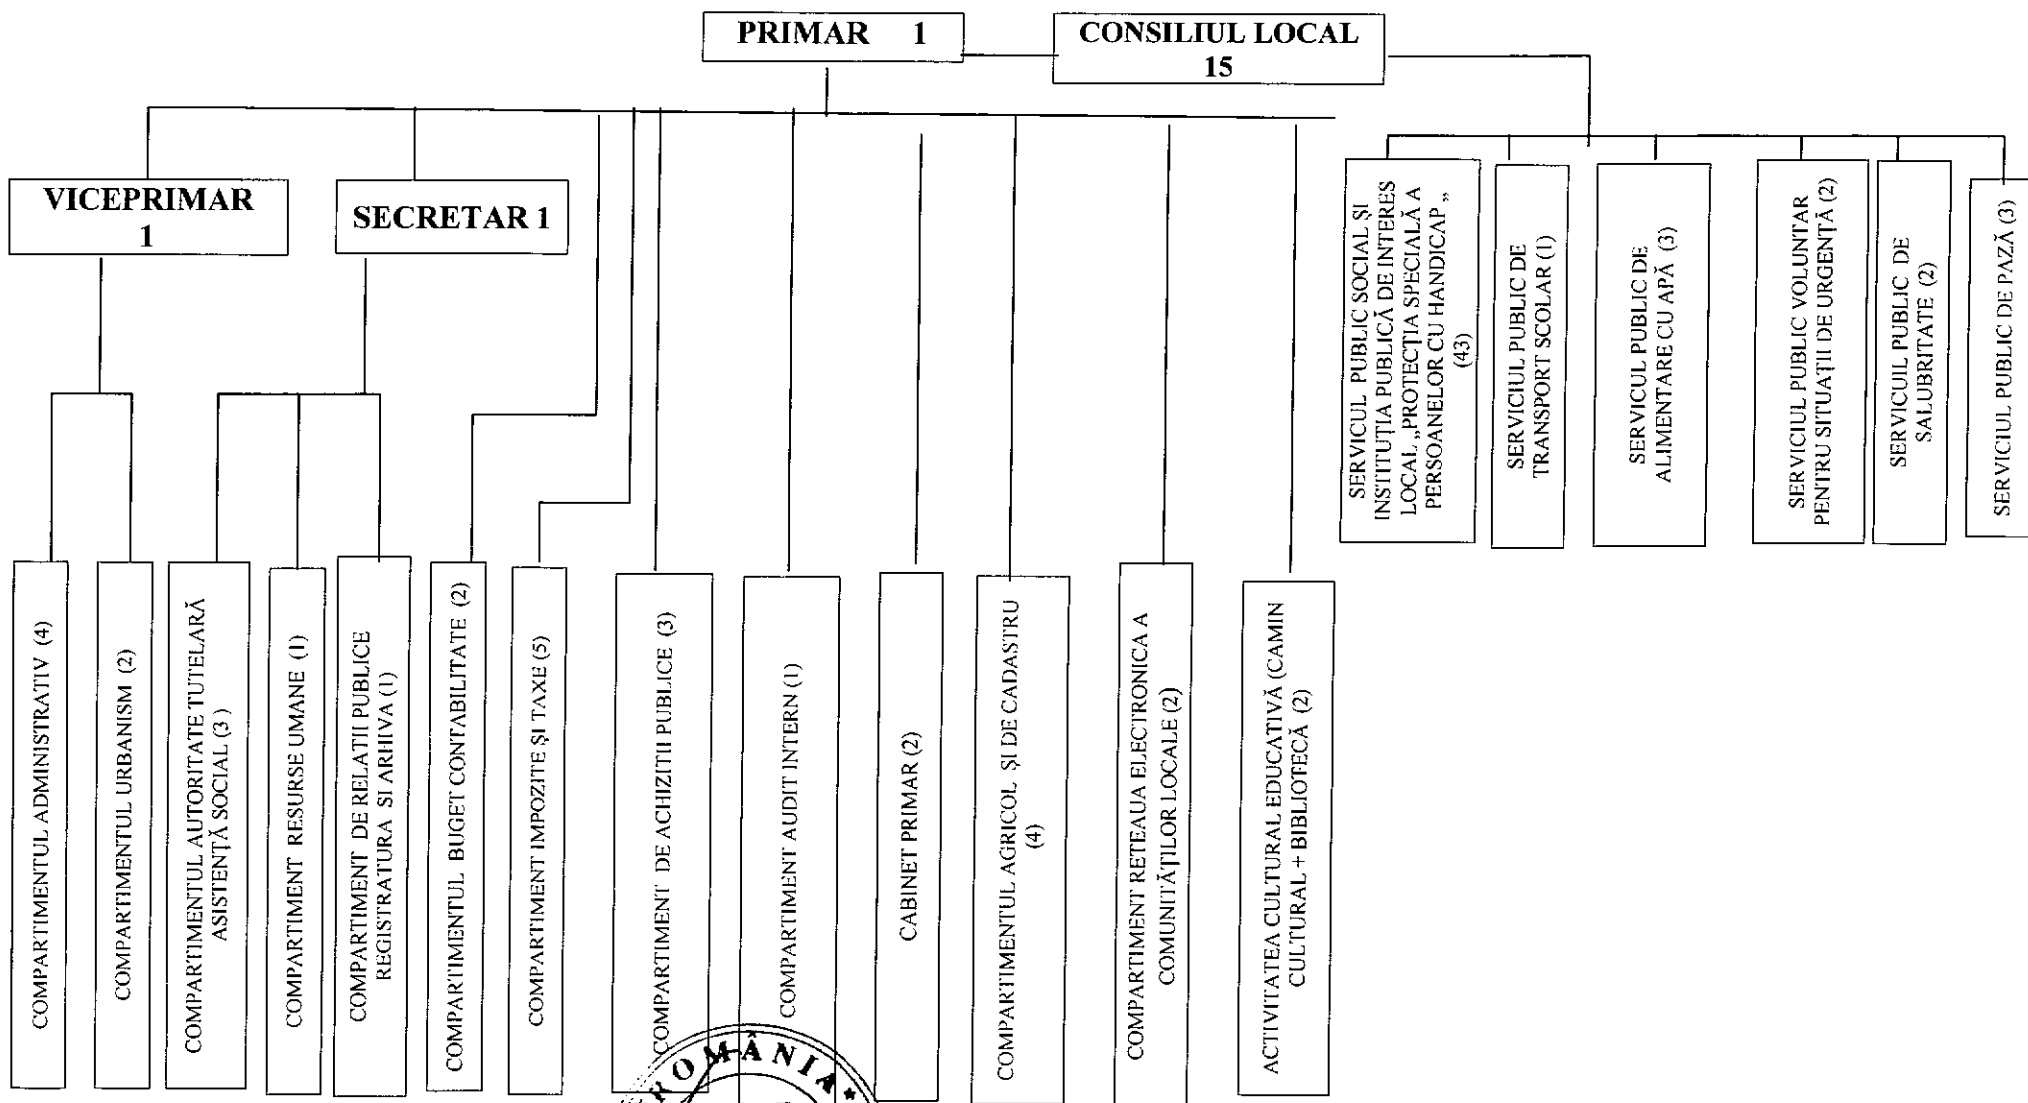 PRIMAR 1
CONSILIUL LOCAL
15
VICEPRIMAR
1
SECRETAR 1
SERVICIUL PUBLIC SOCIAL ȘI
INSTITUȚIA PUBLICĂ DE INTERES
LOCAL „PROTECȚIA SPECIALĂ A
PERSOANELOR CU HANDICAP „
(43)
SERVICIUL PUBLIC DE
TRANSPORT SCOLAR (1)
SERVICUL PUBLIC DE
ALIMENTARE CU APĂ (3)
SERVICIUL PUBLIC VOLUNTAR
PENTRU SITUAȚII DE URGENȚĂ (2)
SERVICUIL PUBLIC DE
SALUBRITATE (2)
SERVICIUL PUBLIC DE PAZĂ (3)
COMPARTIMENTUL ADMINISTRATIV (4)
COMPARTIMENTUL URBANISM (2)
COMPARTIMENTUL AUTORITATE TUTELARĂ
ASISTENȚĂ SOCIAL (3 )
COMPARTIMENT RESURSE UMANE (1)
COMPARTIMENT DE RELATII PUBLICE
REGISTRATURA SI ARHIVA (1)
COMPARTIMENTUL BUGET CONTABILITATE (2)
COMPARTIMENT IMPOZITE ȘI TAXE (5)
COMPARTIMENT DE ACHIZITII PUBLICE (3)
COMPARTIMENT AUDIT INTERN (1)
CABINET PRIMAR (2)
COMPARTIMENTUL AGRICOL ȘI DE CADASTRU
(4)
COMPARTIMENT RETEAUA ELECTRONICA A
COMUNITĂȚILOR LOCALE (2)
ACTIVITATEA CULTURAL EDUCATIVĂ (CAMIN
CULTURAL + BIBLIOTECĂ (2)
ROMÂNIA *